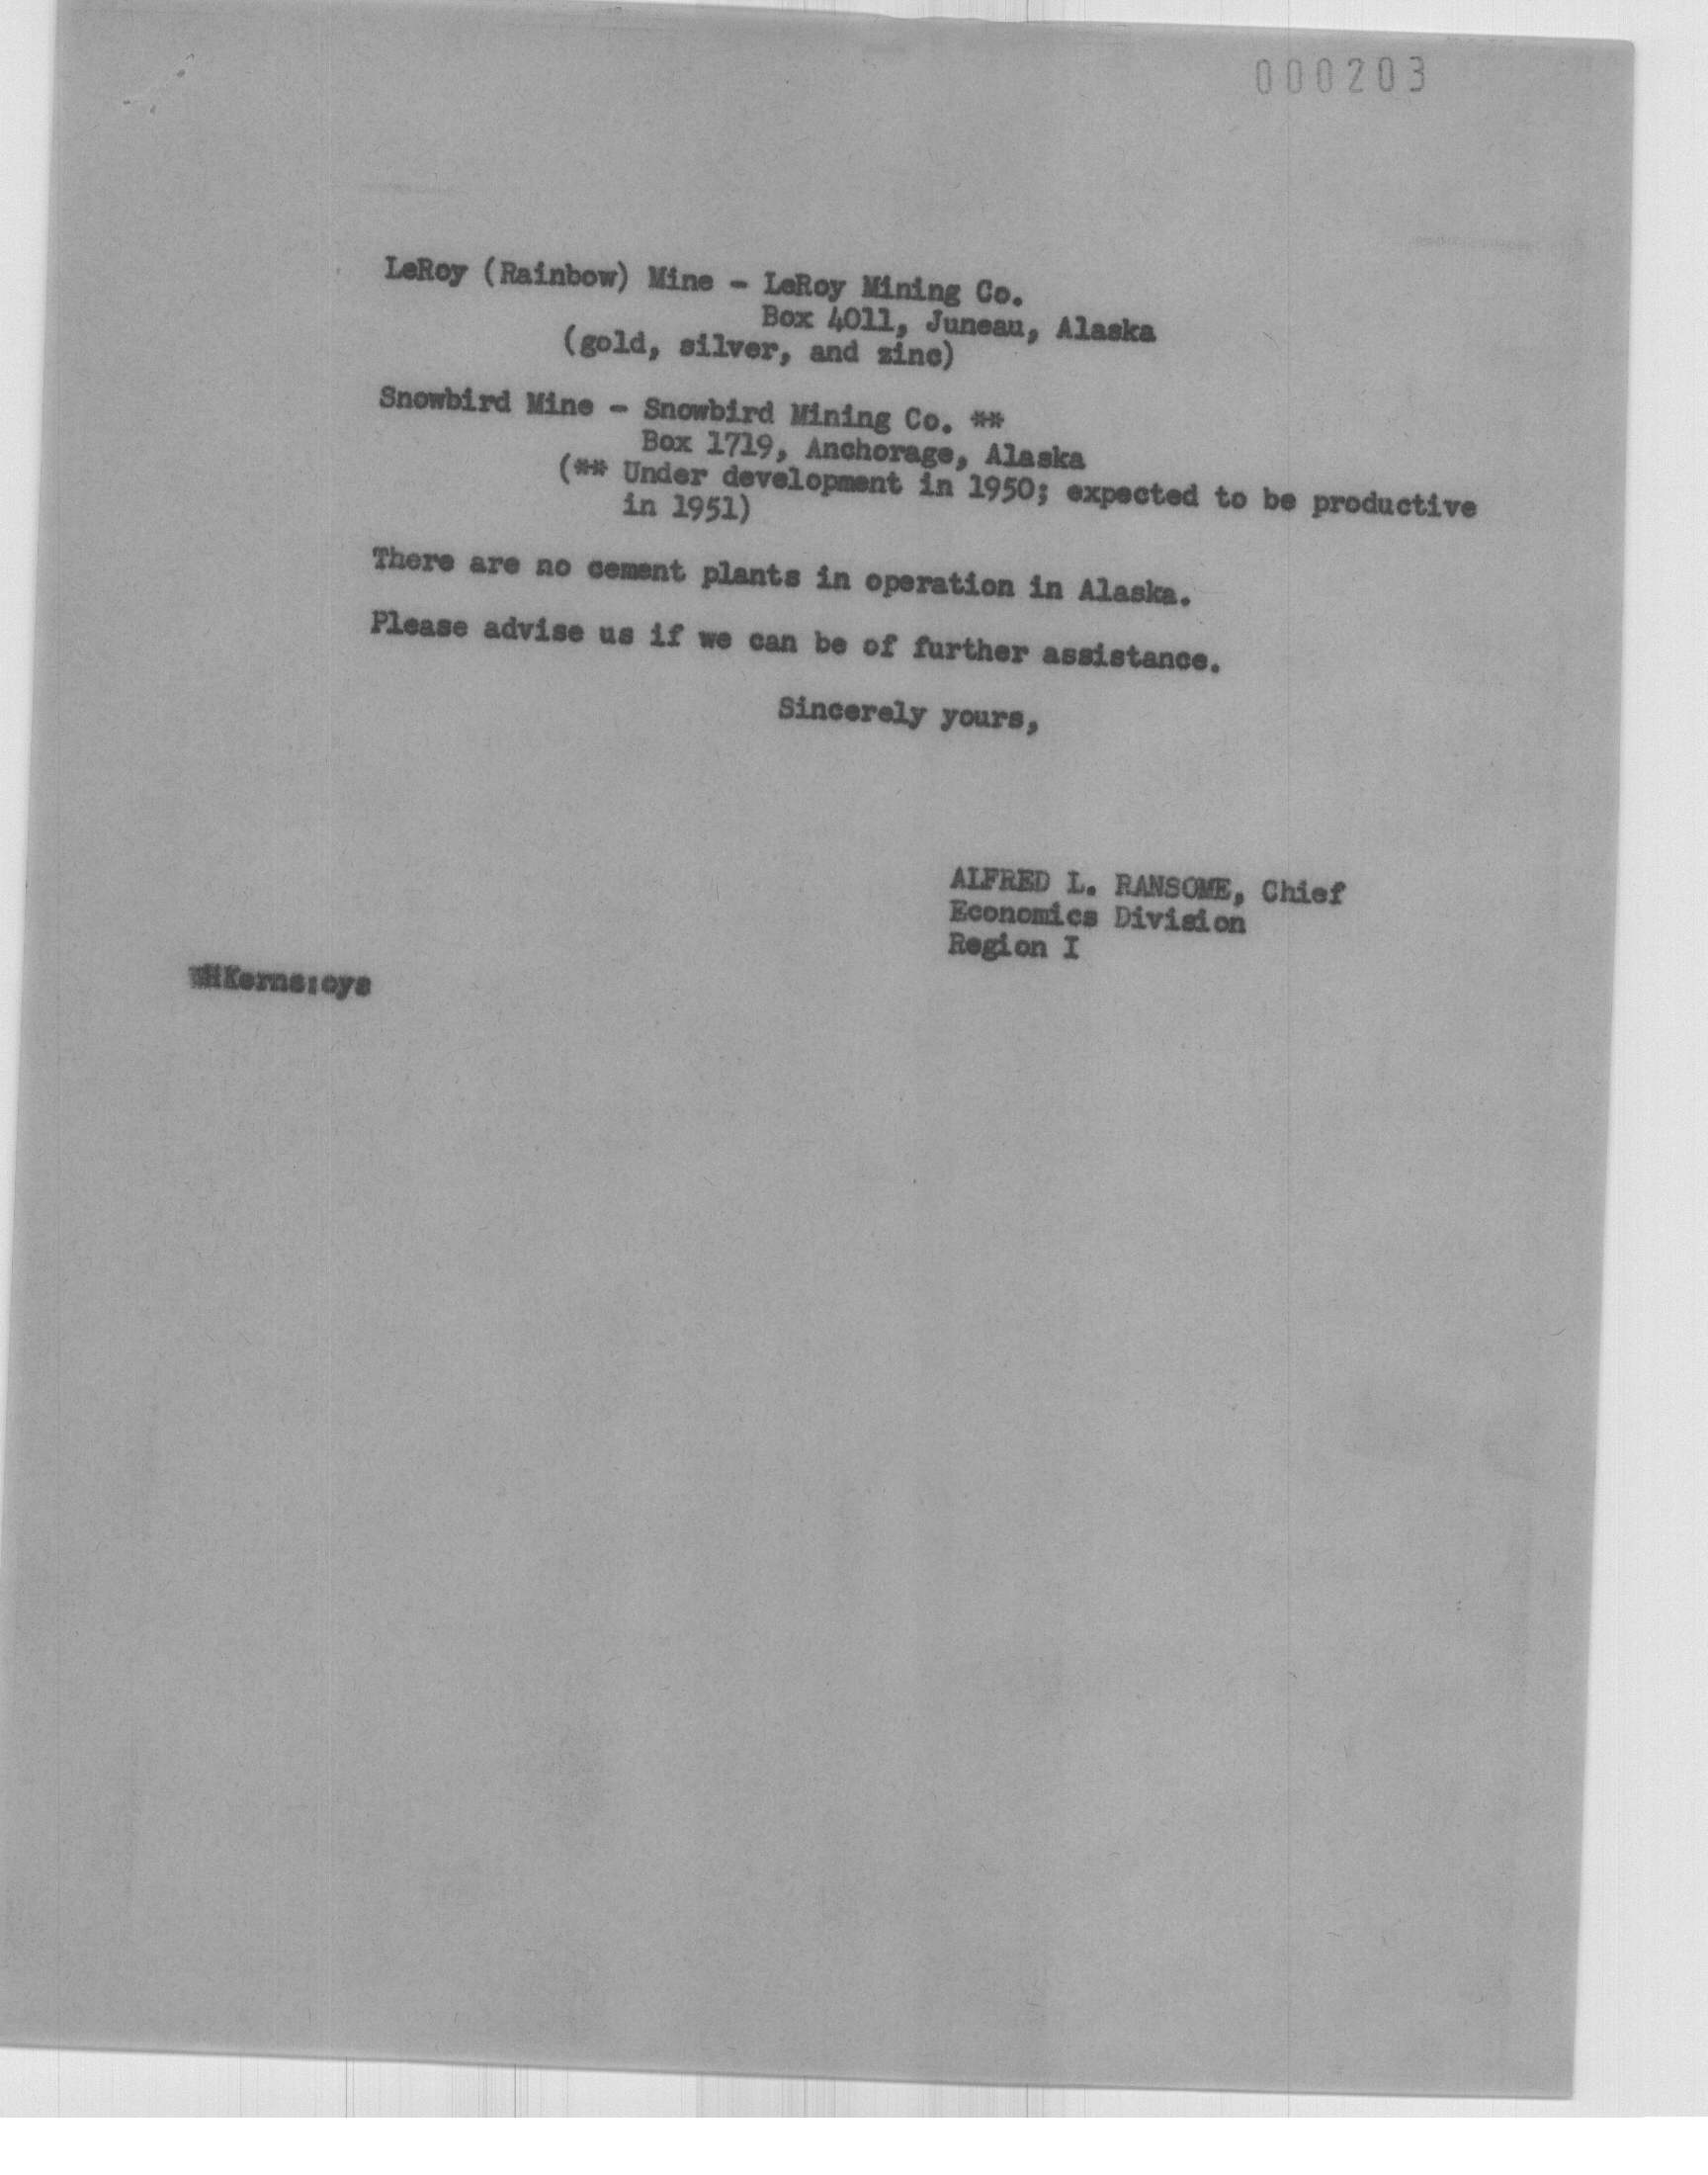 000203
LeRoy (Rainbow) Mine - LeRoy Mining Co.
Box 4011, Juneau, Alaska
(gold, silver, and zinc)
Snowbird Mine - Snowbird Mining Co. **
Box 1719, Anchorage, Alaska
(** Under development in 1950; expected to be productive
in 1951)
There are no cement plants in operation in Alaska.
Please advise us if we can be of further assistance.
Sincerely yours,
ALFRED L. RANSOME, Chief
Economics Division
Region I
WHKerns:cys